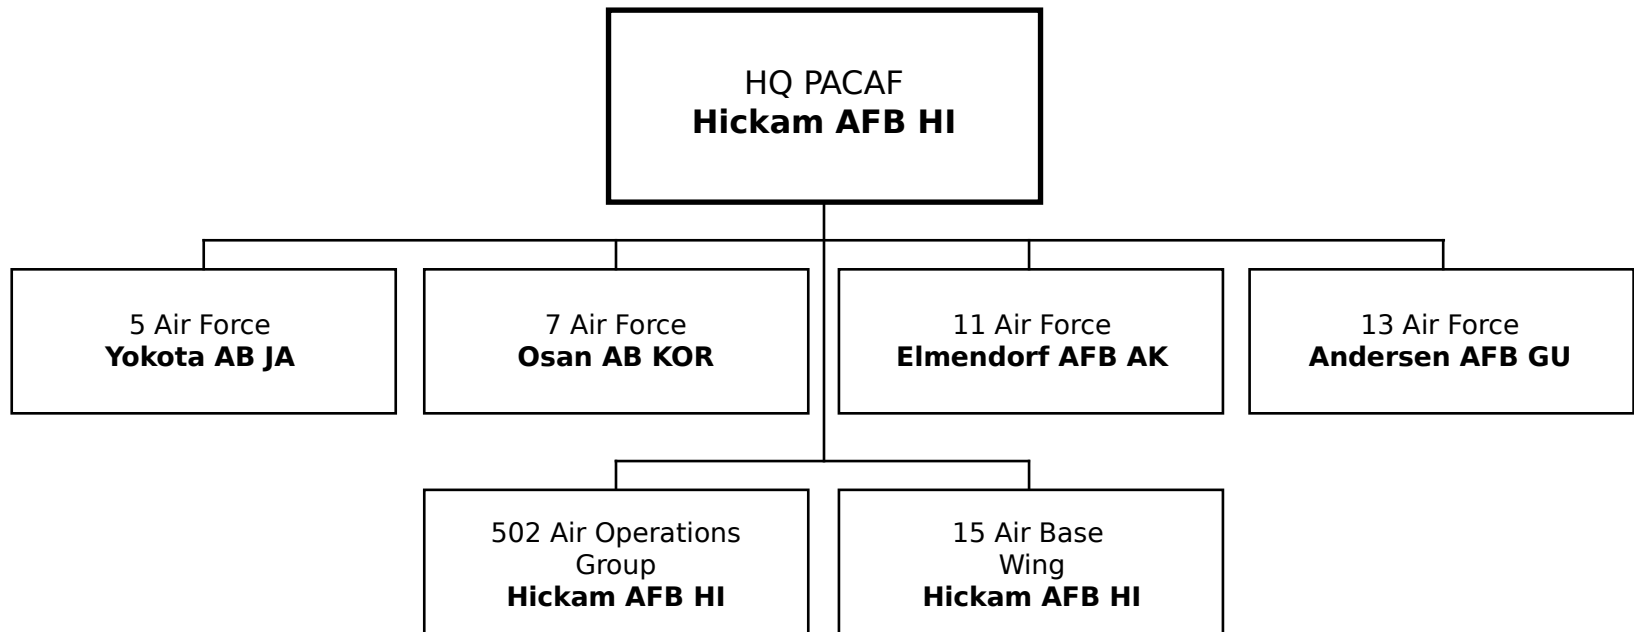 HQ PACAF
Hickam AFB HI
5 Air Force
Yokota AB JA
7 Air Force
Osan AB KOR
11 Air Force
Elmendorf AFB AK
13 Air Force
Andersen AFB GU
502 Air Operations
Group
Hickam AFB HI
15 Air Base
Wing
Hickam AFB HI